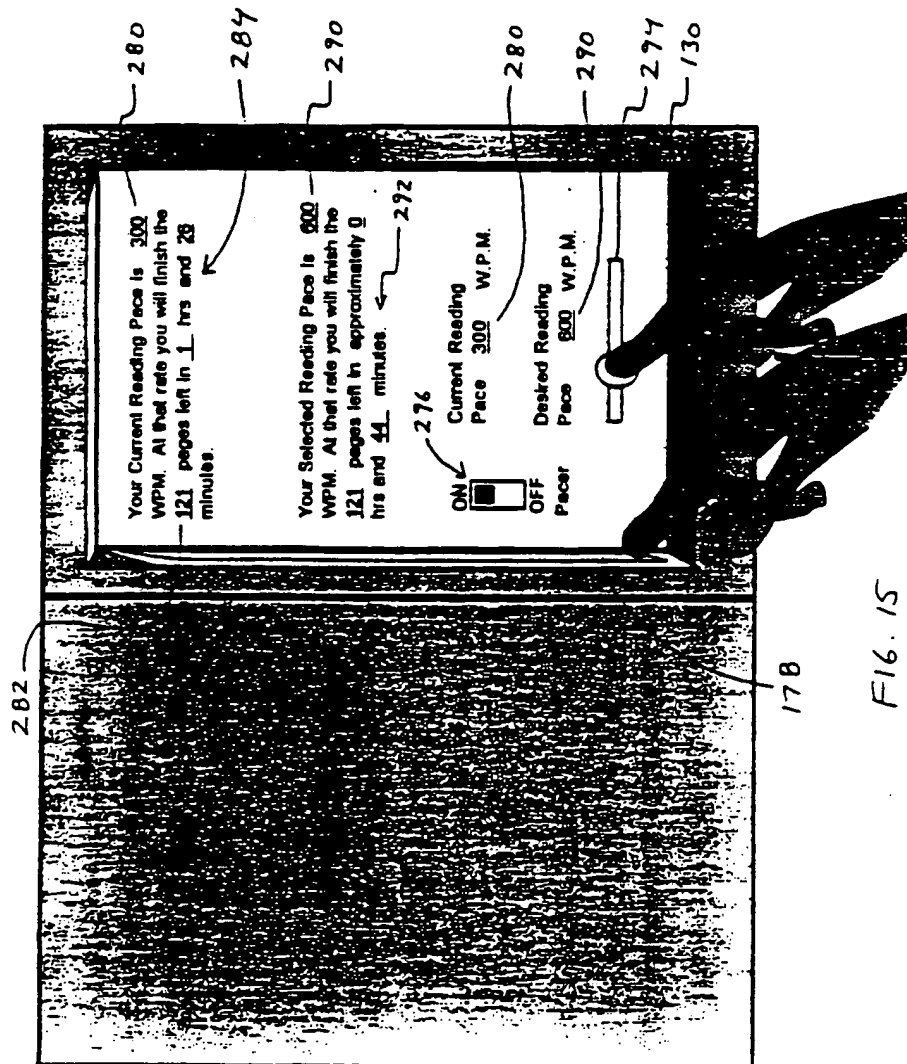 282
Your Current Reading Pace is 300
WPM. At that rate you will finish the
121 pages left in 1 hrs and 28
minutes.
280
284
Your Selected Reading Pace is 600
WPM. At that rate you will finish the
121 pages left in approximately 0
hrs and 44 minutes.
290
292
276
ON
OFF
Pacer
Current Reading
Pace 300 W.P.M.
280
Desired Reading
Pace 600 W.P.M.
290
294
130
178
FIG. 15